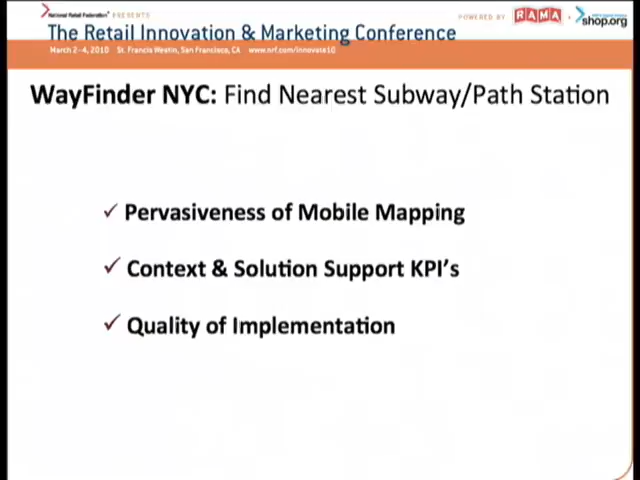 National Retail Federation® PRESENTS
POWERED BY RAMA shop.org
The Retail Innovation & Marketing Conference
March 2–4, 2010 St. Francis Westin, San Francisco, CA www.nrf.com/innovate10
WayFinder NYC: Find Nearest Subway/Path Station
✓ Pervasiveness of Mobile Mapping
✓ Context & Solution Support KPI's
✓ Quality of Implementation